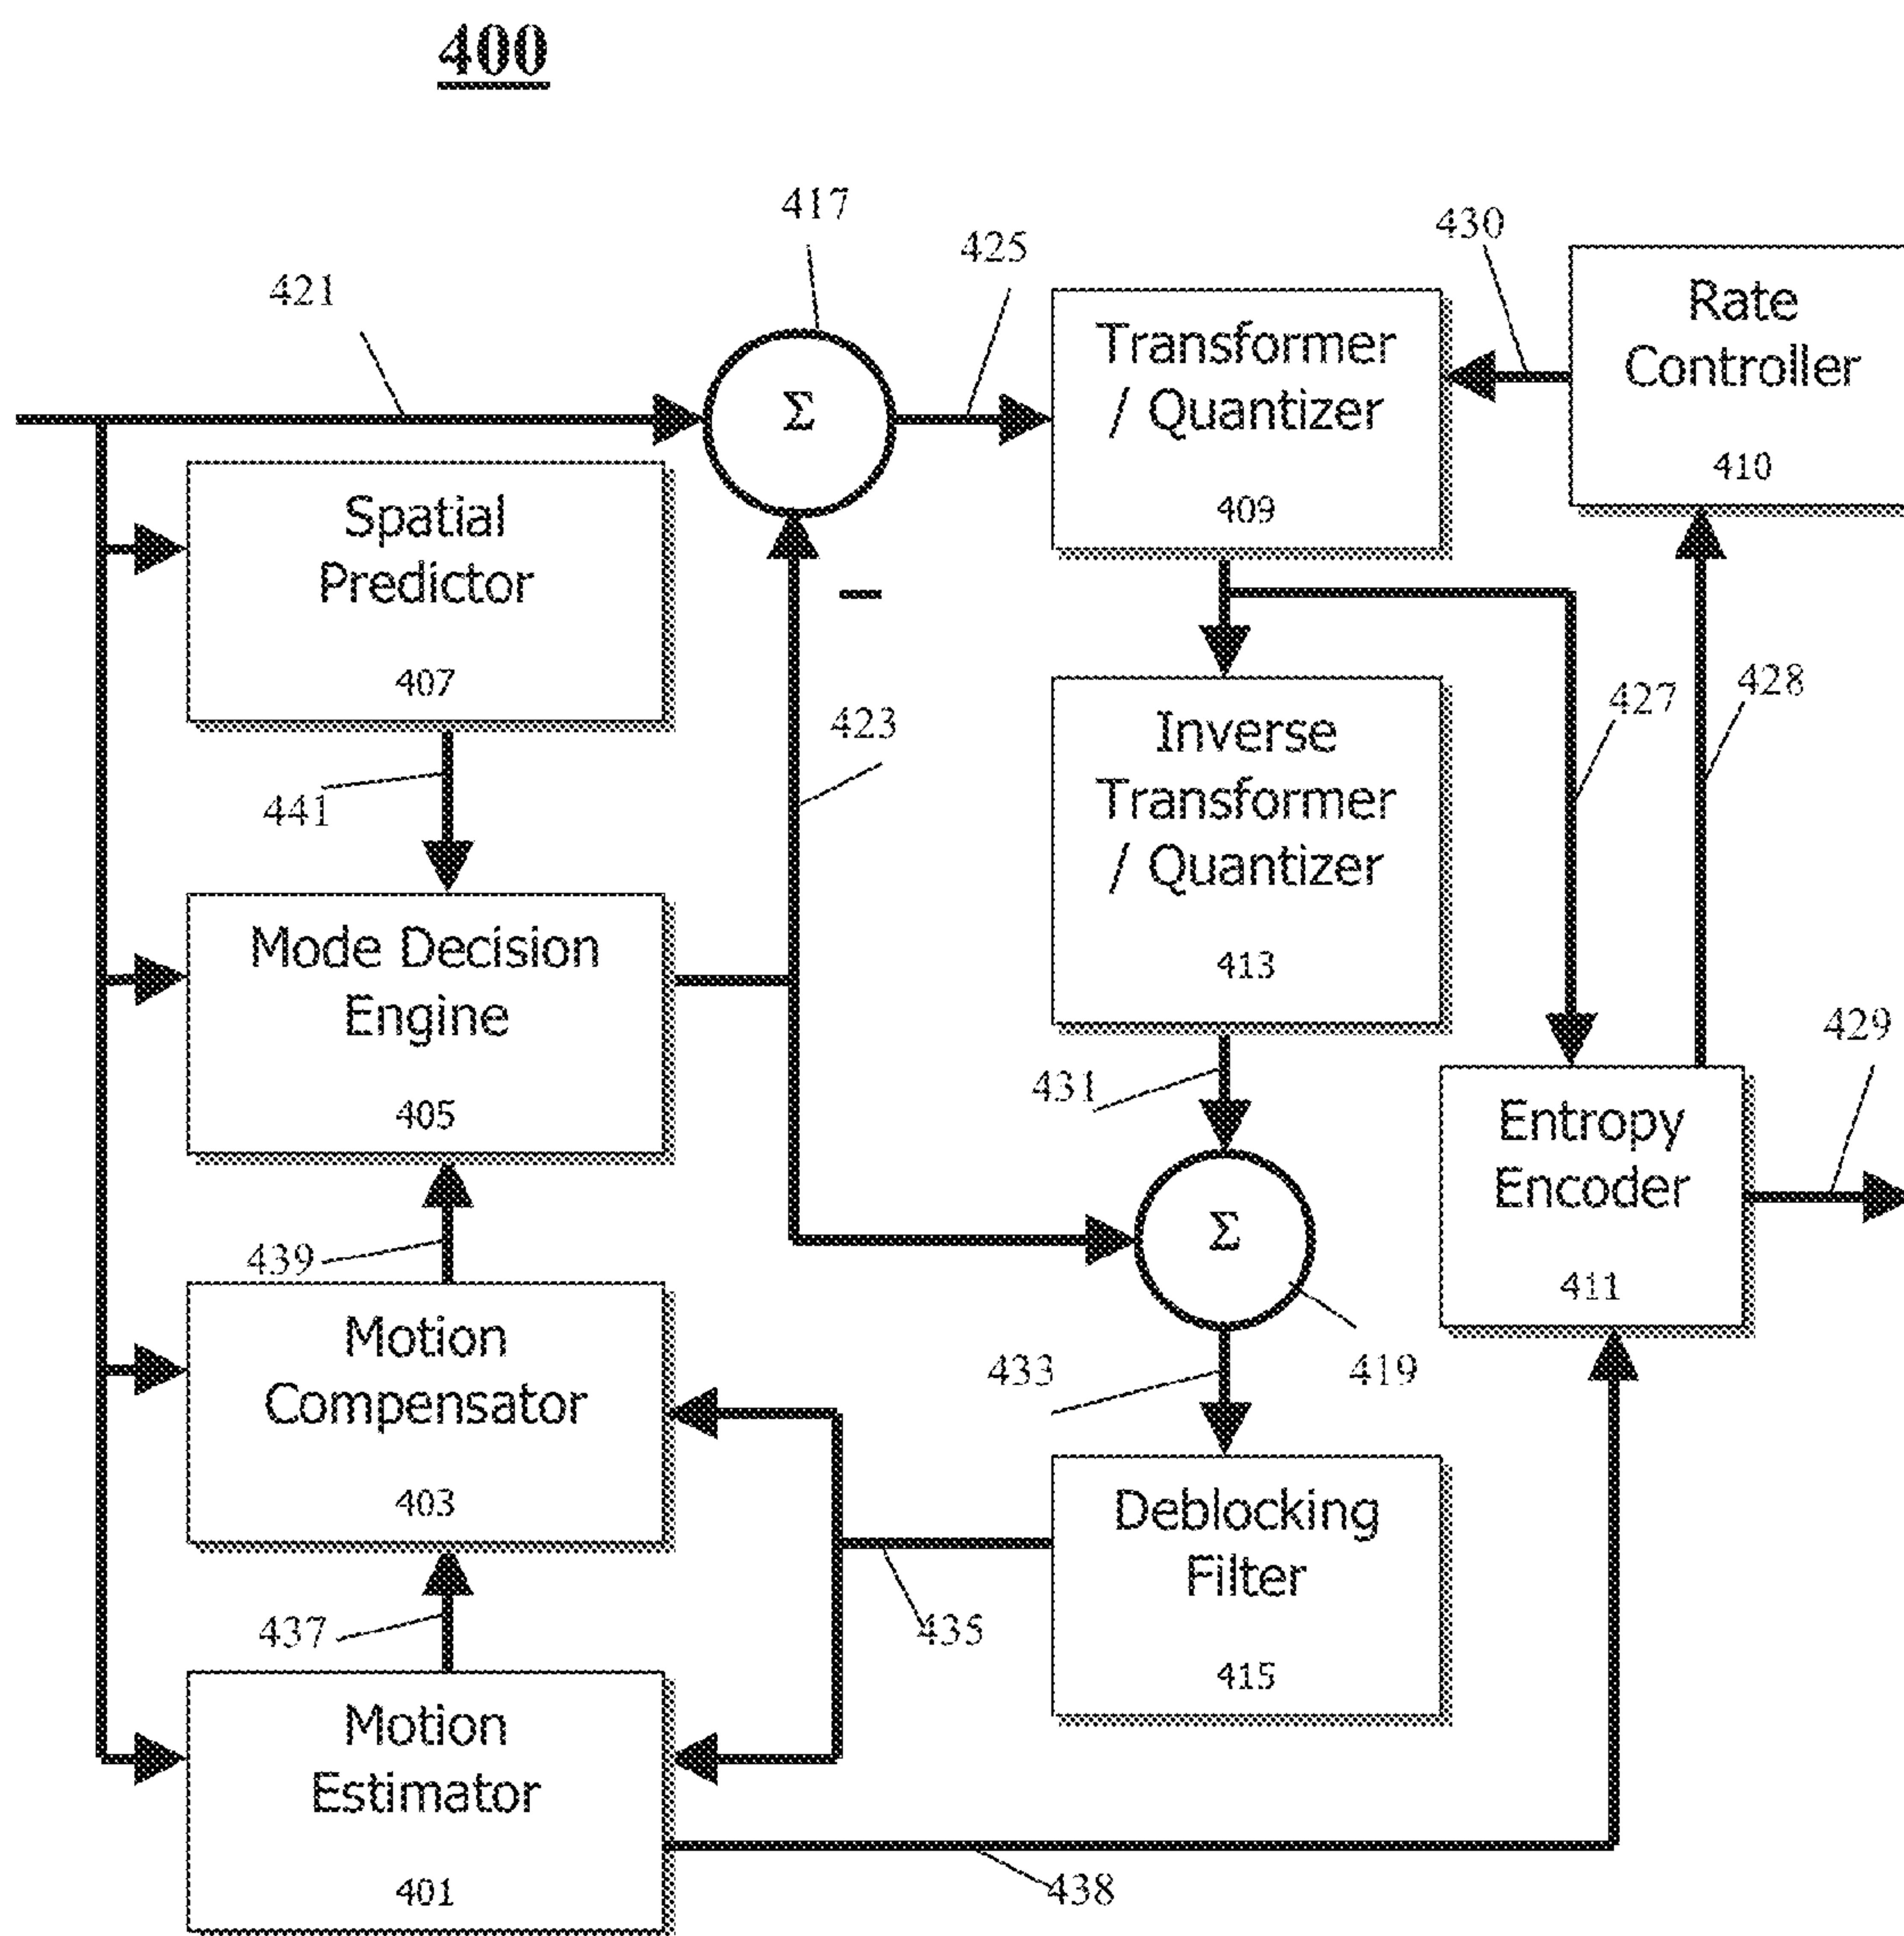 400
417
425
430
421
Σ
Transformer
/ Quantizer
409
Rate
Controller
410
Spatial
Predictor
407
–
423
427
428
441
Inverse
Transformer
/ Quantizer
413
Mode Decision
Engine
405
431
429
Entropy
Encoder
411
439
Σ
419
433
Motion
Compensator
403
Deblocking
Filter
415
437
435
Motion
Estimator
401
438